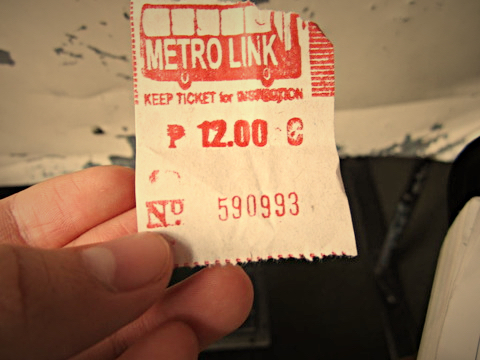 METRO LINK
KEEP TICKET for INSPECTION
₱ 12.00 C
Nº 590993